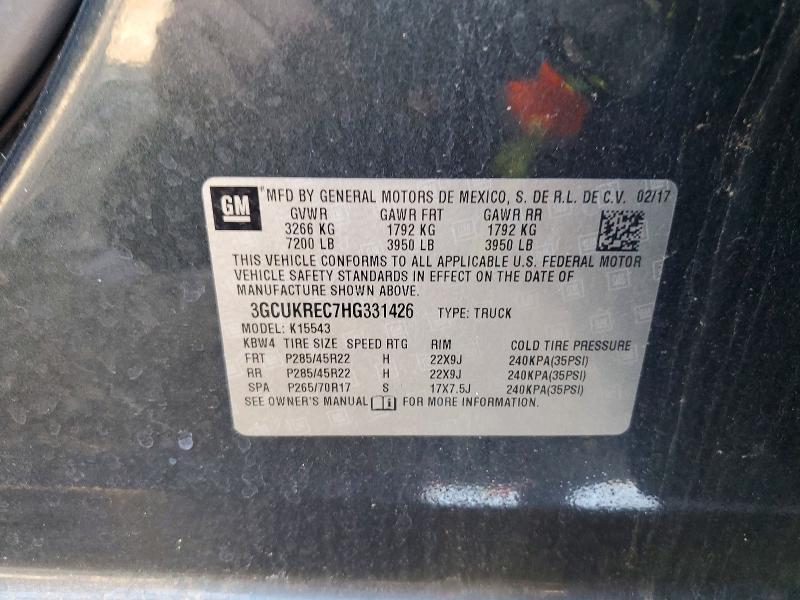 GM
MFD BY GENERAL MOTORS DE MEXICO, S. DE R.L. DE C.V. 02/17
GVWR GAWR FRT GAWR RR
3266 KG 1792 KG 1792 KG
7200 LB 3950 LB 3950 LB
THIS VEHICLE CONFORMS TO ALL APPLICABLE U.S. FEDERAL MOTOR
VEHICLE SAFETY STANDARDS IN EFFECT ON THE DATE OF
MANUFACTURE SHOWN ABOVE.
3GCUKREC7HG331426 TYPE: TRUCK
MODEL: K15543
KBW4 TIRE SIZE SPEED RTG RIM COLD TIRE PRESSURE
FRT P285/45R22 H 22X9J 240KPA(35PSI)
RR P285/45R22 H 22X9J 240KPA(35PSI)
SPA P265/70R17 S 17X7.5J 240KPA(35PSI)
SEE OWNER'S MANUAL FOR MORE INFORMATION.